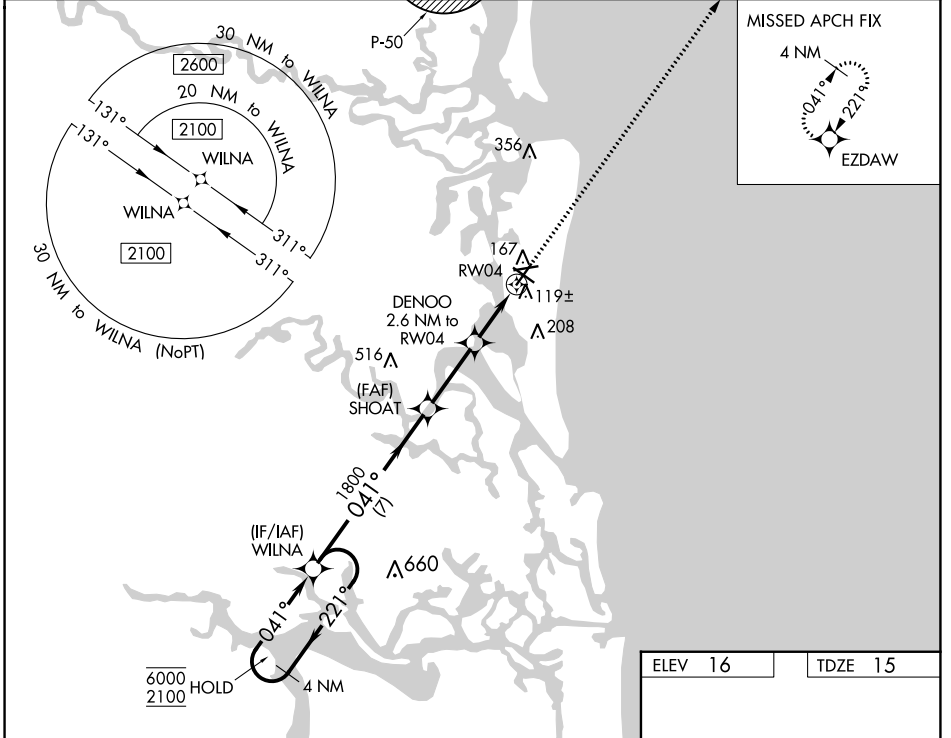 P-50
30 NM to WILNA
2600
20 NM to WILNA
2100
131°
131°
WILNA
WILNA
311°
311°
2100
30 NM to WILNA (NoPT)
MISSED APCH FIX
4 NM
041°
221°
EZDAW
356
167
RW04
119±
208
DENOO
2.6 NM to
RW04
516
(FAF)
SHOAT
1800
041°
(7)
(IF/IAF)
WILNA
660
041°
221°
6000
2100
HOLD
4 NM
ELEV 16
TDZE 15